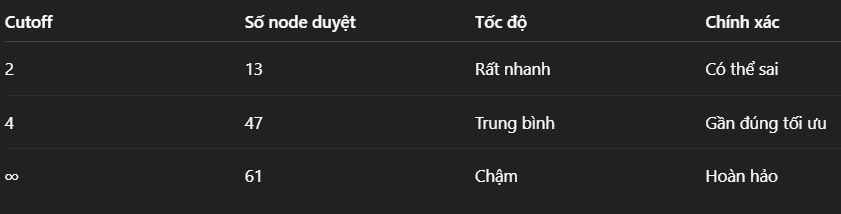 Cutoff Số node duyệt Tốc độ Chính xác
2 13 Rất nhanh Có thể sai
4 47 Trung bình Gần đúng tối ưu
∞ 61 Chậm Hoàn hảo